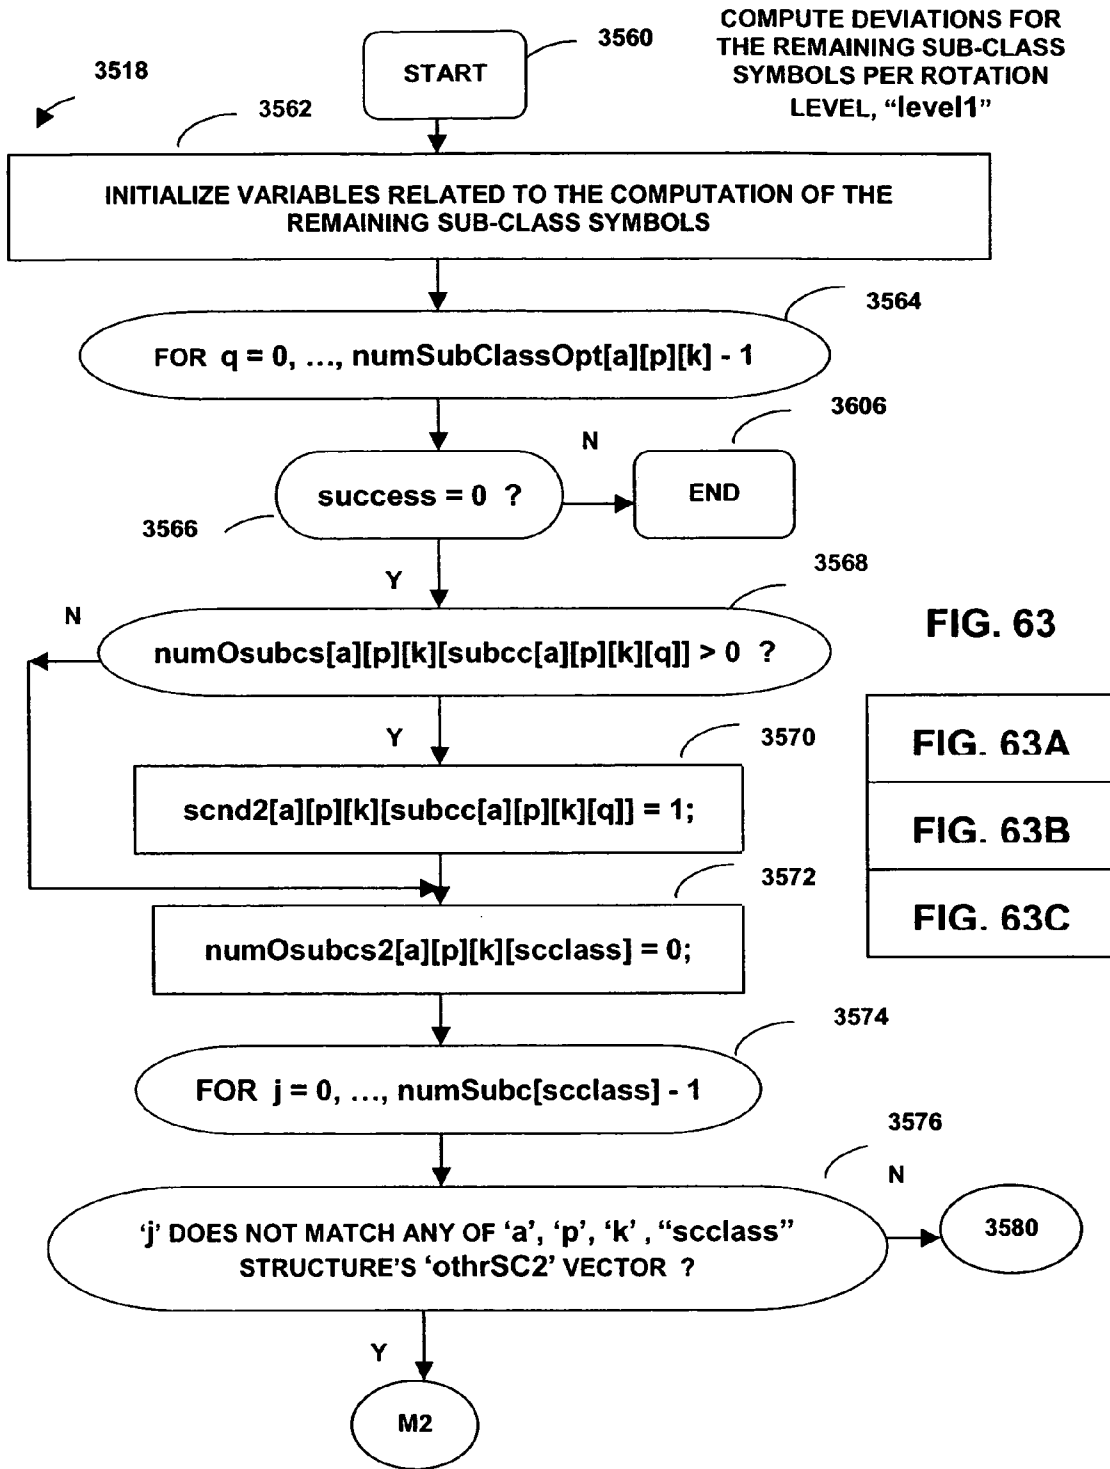 COMPUTE DEVIATIONS FOR
THE REMAINING SUB-CLASS
SYMBOLS PER ROTATION
LEVEL, “level1”
3560
START
3518
3562
INITIALIZE VARIABLES RELATED TO THE COMPUTATION OF THE
REMAINING SUB-CLASS SYMBOLS
3564
FOR q = 0, ..., numSubClassOpt[a][p][k] - 1
3606
N
success = 0 ?
END
3566
Y
3568
N
numOsubcs[a][p][k][subcc[a][p][k][q]] > 0 ?
FIG. 63
Y
3570
FIG. 63A
scnd2[a][p][k][subcc[a][p][k][q]] = 1;
FIG. 63B
3572
numOsubcs2[a][p][k][scclass] = 0;
FIG. 63C
3574
FOR j = 0, ..., numSubc[scclass] - 1
3576
N
‘j’ DOES NOT MATCH ANY OF ‘a’, ‘p’, ‘k’ , “scclass”
STRUCTURE’S ‘othrSC2’ VECTOR ?
3580
Y
M2